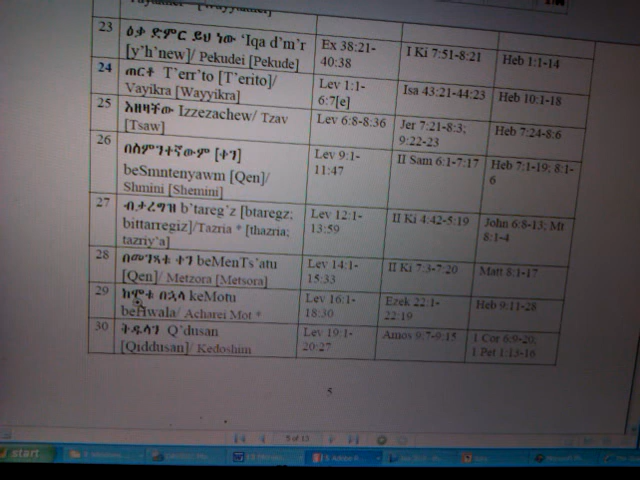 23 ዕቃ ድምር ይህ ነው 'Iqa d'm'r
[y'h'new]/ Pekudei [Pekude]
Ex 38:21-
40:38
I Ki 7:51-8:21
Heb 1:1-14
24 ጠርቶ T'err'to [T'erito]/
Vayikra [Wayyikra]
Lev 1:1-
6:7[e]
Isa 43:21-44:23
Heb 10:1-18
25 እዘዛቸው Izzezachew/ Tzav
[Tsaw]
Lev 6:8-8:36
Jer 7:21-8:3;
9:22-23
Heb 7:24-8:6
26 በስምንተኛውም [ቀን]
beSmntenyawm [Qen]/
Shmini [Shemini]
Lev 9:1-
11:47
II Sam 6:1-7:17
Heb 7:1-19; 8:1-
6
27 ብታረግዝ b'tareg'z [btaregz;
bittarregiz]/Tazria * [thazria;
tazriy'a]
Lev 12:1-
13:59
II Ki 4:42-5:19
John 6:8-13; Mt
8:1-4
28 በመንጻቱ ቀን beMenTs'atu
[Qen]/ Metzora [Metsora]
Lev 14:1-
15:33
II Ki 7:3-7:20
Matt 8:1-17
29 ከሞቱ በኋላ keMotu
beHwala/ Acharei Mot *
Lev 16:1-
18:30
Ezek 22:1-
22:19
Heb 9:11-28
30 ቅዱሳን Q'dusan
[Qiddusan]/ Kedoshim
Lev 19:1-
20:27
Amos 9:7-9:15
1 Cor 6:9-20;
1 Pet 1:13-16
5
5 of 13
start